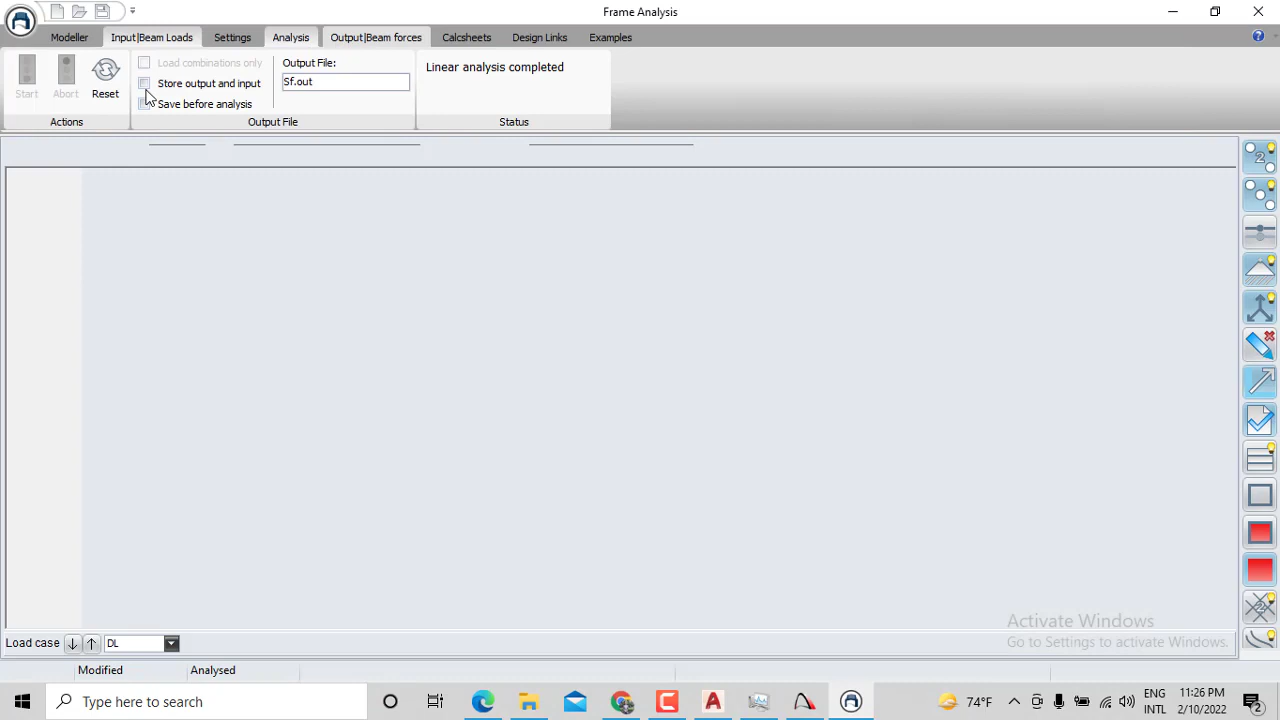 Frame Analysis
Modeller
Input|Beam Loads
Settings
Analysis
Output|Beam forces
Calcsheets
Design Links
Examples
Start
Abort
Reset
Actions
Load combinations only
Store output and input
Save before analysis
Output File:
Sf.out
Output File
Linear analysis completed
Status
Activate Windows
Go to Settings to activate Windows.
Load case
DL
Modified
Analysed
Type here to search
74°F
ENG
INTL
11:26 PM
2/10/2022
2